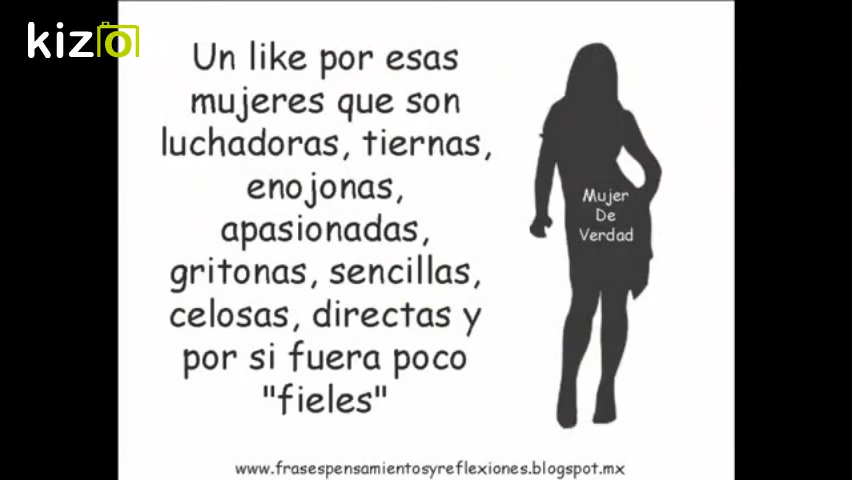 kizo
Un like por esas
mujeres que son
luchadoras, tiernas,
enojonas,
apasionadas,
gritonas, sencillas,
celosas, directas y
por si fuera poco
"fieles"
Mujer
De
Verdad
www.frasespensamientosyreflexiones.blogspot.mx